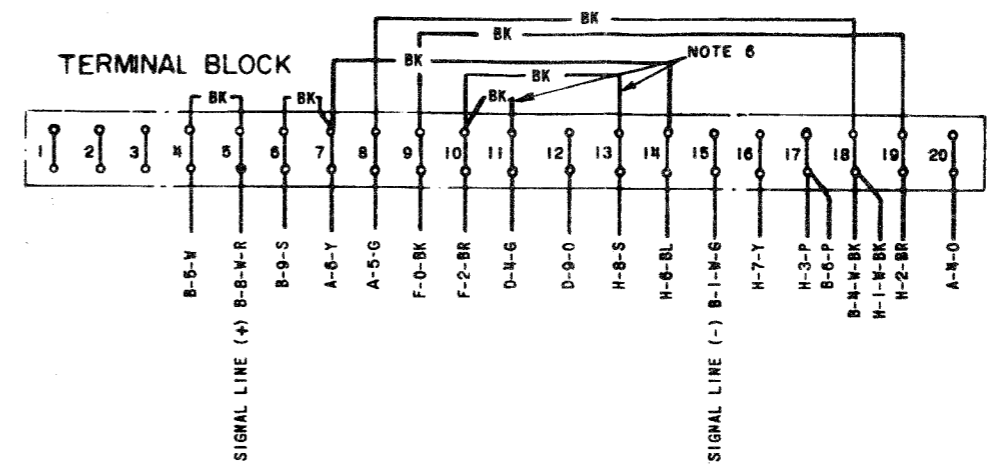 BK
BK
NOTE 6
TERMINAL BLOCK
BK
BK
BK
BK
BK
1 2 3 4 5 6 7 8 9 10 11 12 13 14 15 16 17 18 19 20
B-5-W
SIGNAL LINE (+) B-8-W-R
B-9-S
A-6-Y
A-5-G
F-0-BK
F-2-BR
D-4-G
D-9-O
H-8-S
H-6-BL
SIGNAL LINE (-) B-1-W-G
H-7-Y
H-3-P
B-6-P
B-4-W-BK
H-1-W-BK
H-2-BR
A-4-O